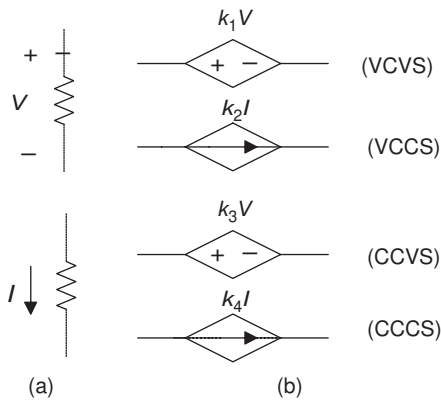 k₁V
+ −
V
−
+ − (VCVS)
k₂I
(VCCS)
k₃V
+ − (CCVS)
I
k₄I
(CCCS)
(a) (b)